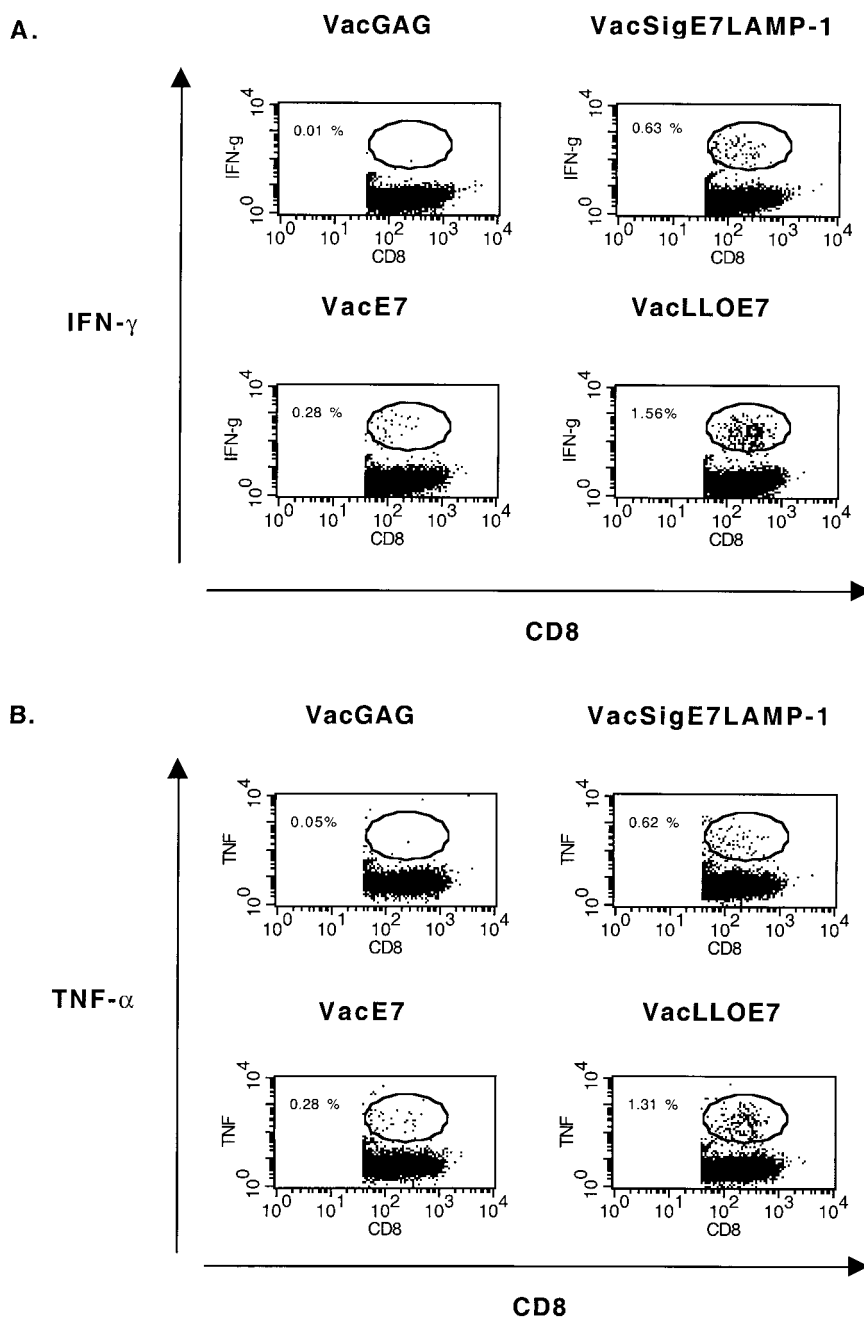 A.
VacGAG
VacSigE7LAMP-1
IFN-γ
10^4
IFN-g
10^0
0.01 %
10^0 10^1 10^2 10^3 10^4
CD8
10^4
IFN-g
10^0
0.63 %
10^0 10^1 10^2 10^3 10^4
CD8
VacE7
VacLLOE7
10^4
IFN-g
10^0
0.28 %
10^0 10^1 10^2 10^3 10^4
CD8
10^4
IFN-g
10^0
1.56%
10^0 10^1 10^2 10^3 10^4
CD8
CD8
B.
VacGAG
VacSigE7LAMP-1
TNF-α
10^4
TNF
10^0
0.05%
10^0 10^1 10^2 10^3 10^4
CD8
10^4
TNF
10^0
0.62 %
10^0 10^1 10^2 10^3 10^4
CD8
VacE7
VacLLOE7
10^4
TNF
10^0
0.28 %
10^0 10^1 10^2 10^3 10^4
CD8
10^4
TNF
10^0
1.31 %
10^0 10^1 10^2 10^3 10^4
CD8
CD8